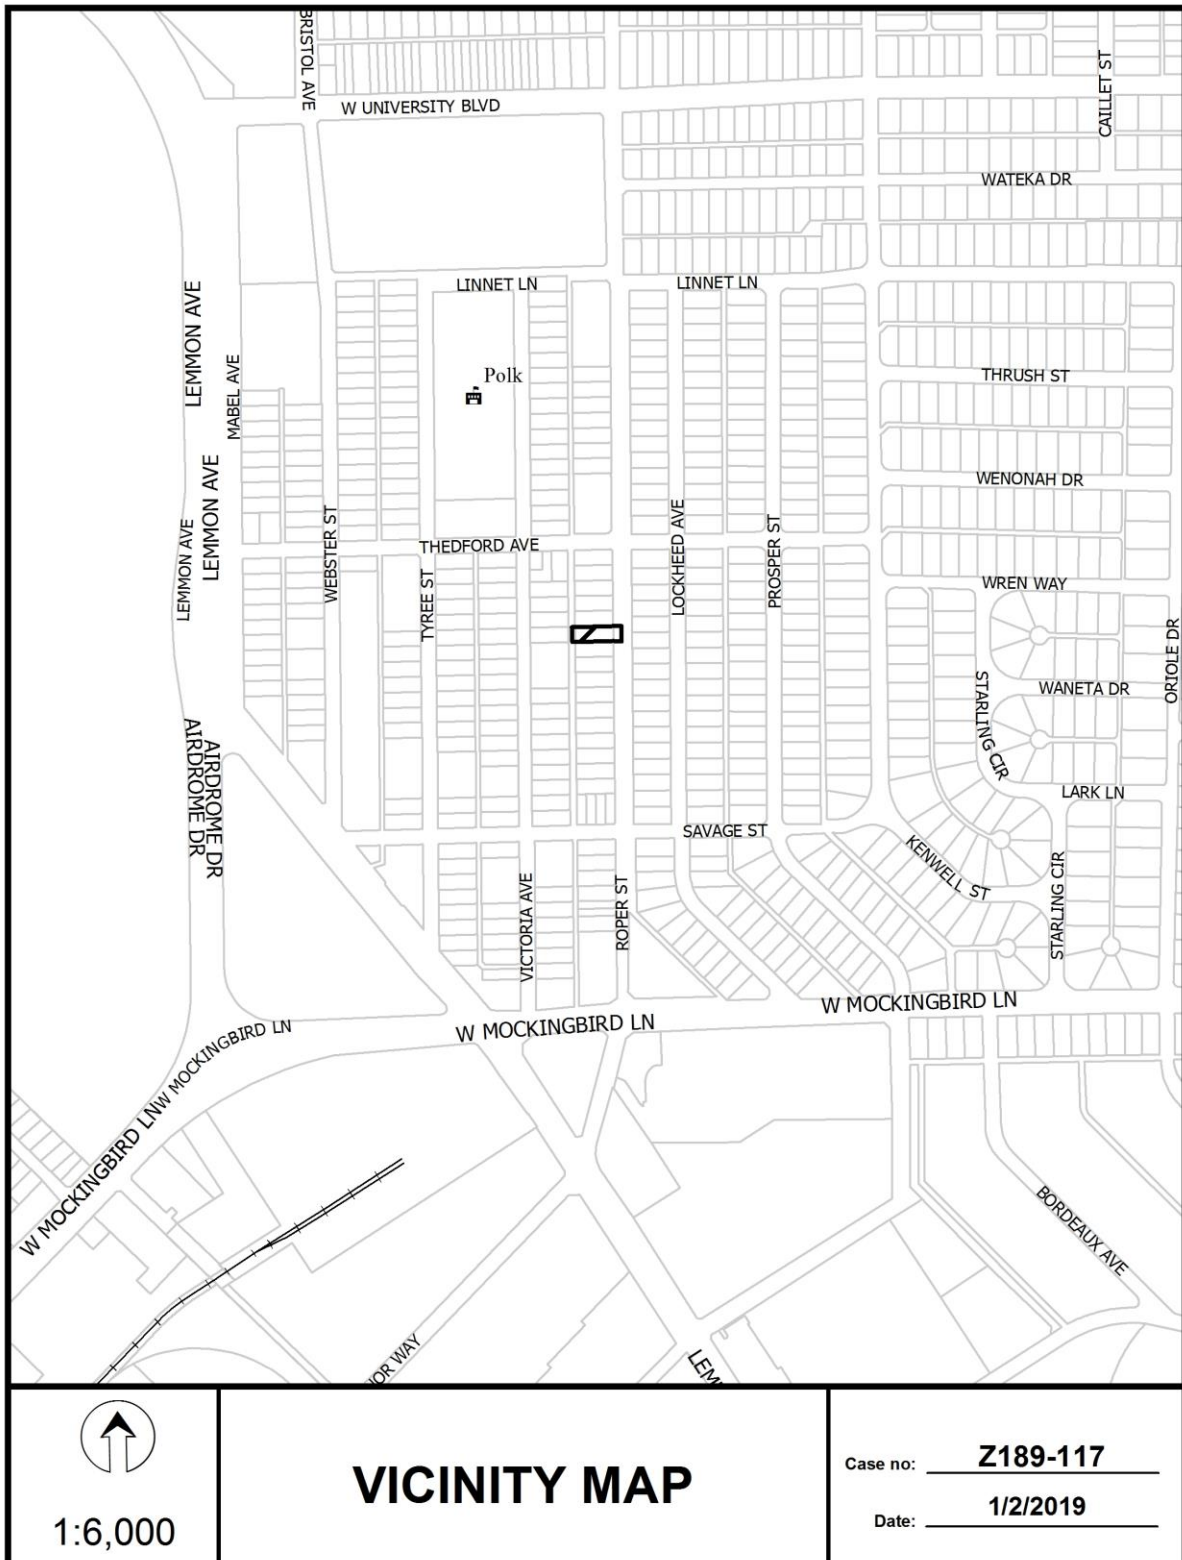 BRISTOL AVE
W UNIVERSITY BLVD
CAILLET ST
WATEKA DR
LINNET LN
LINNET LN
LEMMON AVE
MABEL AVE
Polk
THRUSH ST
LEMMON AVE
LEMMON AVE
WEBSTER ST
WENONAH DR
LOCKHEED AVE
PROSPER ST
THEDFORD AVE
TYREE ST
WREN WAY
ORIOLE DR
WANETA DR
STARLING CIR
AIRDROME DR
AIRDROME DR
LARK LN
SAVAGE ST
KENWELL ST
STARLING CIR
VICTORIA AVE
ROPER ST
W MOCKINGBIRD LN
W MOCKINGBIRD LN
W MOCKINGBIRD LN
W MOCKINGBIRD LN
BORDEAUX AVE
OR WAY
LEM
1:6,000
VICINITY MAP
Case no: Z189-117
Date: 1/2/2019